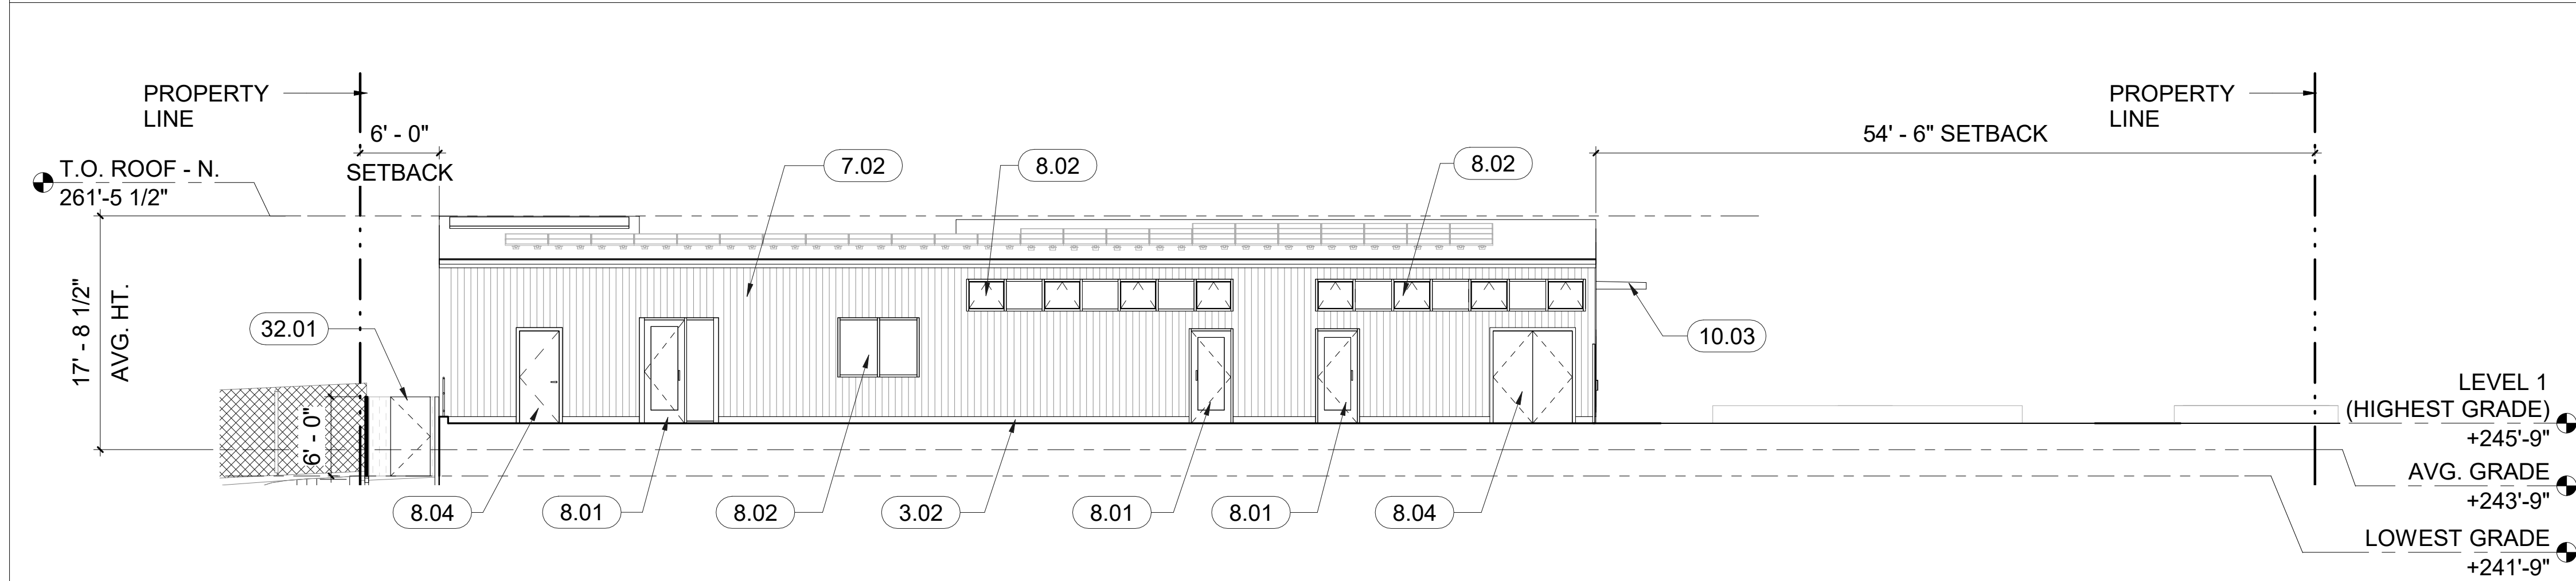 PROPERTY
LINE
6' - 0"
SETBACK
T.O. ROOF - N.
261'-5 1/2"
17' - 8 1/2"
AVG. HT.
32.01
6' - 0"
7.02
8.02
8.02
10.03
54' - 6" SETBACK
PROPERTY
LINE
8.04
8.01
8.02
3.02
8.01
8.01
8.04
LEVEL 1
(HIGHEST GRADE)
+245'-9"
AVG. GRADE
+243'-9"
LOWEST GRADE
+241'-9"